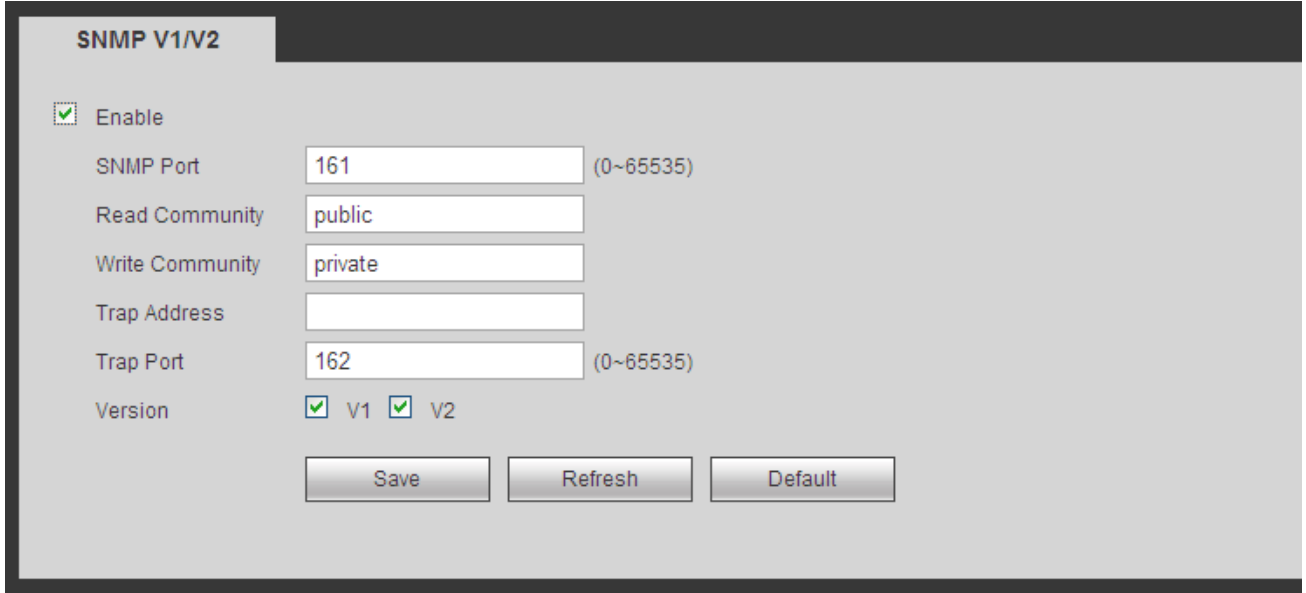 SNMP V1/V2
Enable
SNMP Port 161 (0~65535)
Read Community public
Write Community private
Trap Address
Trap Port 162 (0~65535)
Version V1 V2
Save Refresh Default